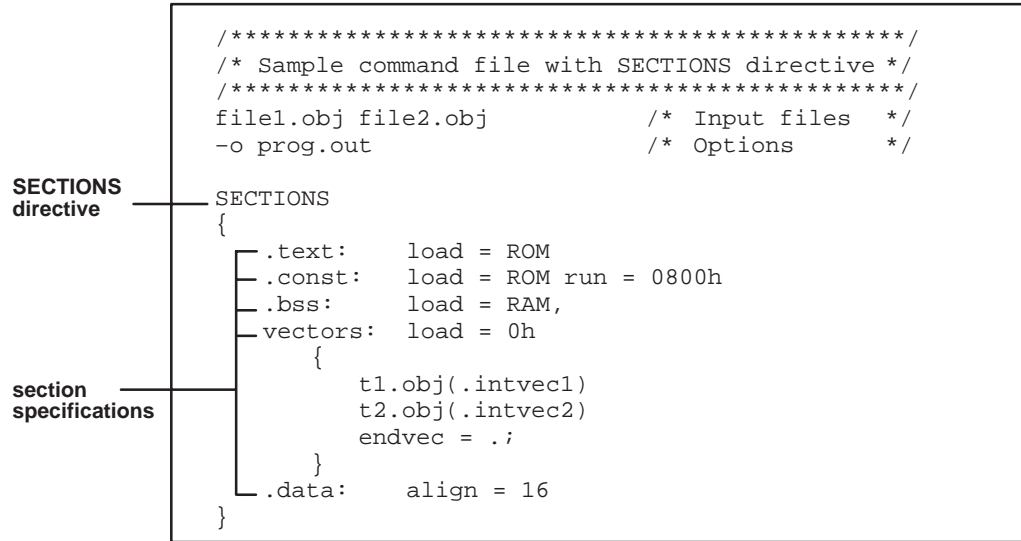 /***********************************************/
/* Sample command file with SECTIONS directive */
/***********************************************/
file1.obj file2.obj /* Input files */
–o prog.out /* Options */
SECTIONS
directive
SECTIONS
{
.text: load = ROM
.const: load = ROM run = 0800h
.bss: load = RAM,
vectors: load = 0h
{
t1.obj(.intvec1)
t2.obj(.intvec2)
endvec = .;
}
section
specifications
.data: align = 16
}